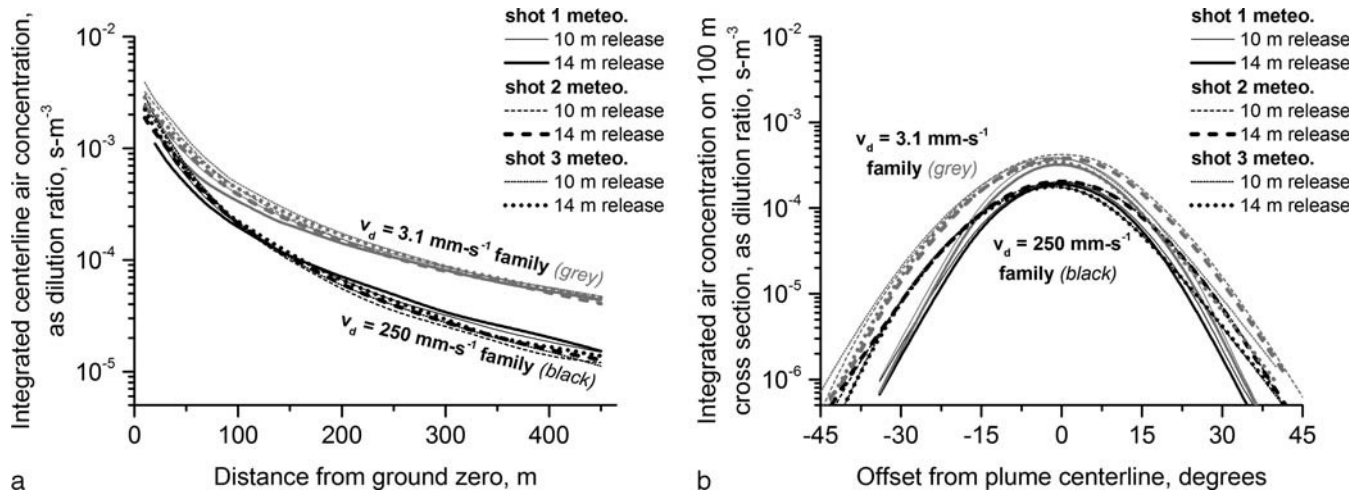 Integrated centerline air concentration,
as dilution ratio, s-m⁻³
10⁻²
10⁻³
10⁻⁴
10⁻⁵
0
100
200
300
400
Distance from ground zero, m
a
shot 1 meteo.
10 m release
14 m release
shot 2 meteo.
10 m release
14 m release
shot 3 meteo.
10 m release
14 m release
v_d = 3.1 mm-s⁻¹ family (grey)
v_d = 250 mm-s⁻¹ family (black)
Integrated air concentration on 100 m
cross section, as dilution ratio, s-m⁻³
10⁻²
10⁻³
10⁻⁴
10⁻⁵
10⁻⁶
-45
-30
-15
0
15
30
45
Offset from plume centerline, degrees
b
shot 1 meteo.
10 m release
14 m release
shot 2 meteo.
10 m release
14 m release
shot 3 meteo.
10 m release
14 m release
v_d = 3.1 mm-s⁻¹
family (grey)
v_d = 250 mm-s⁻¹
family (black)